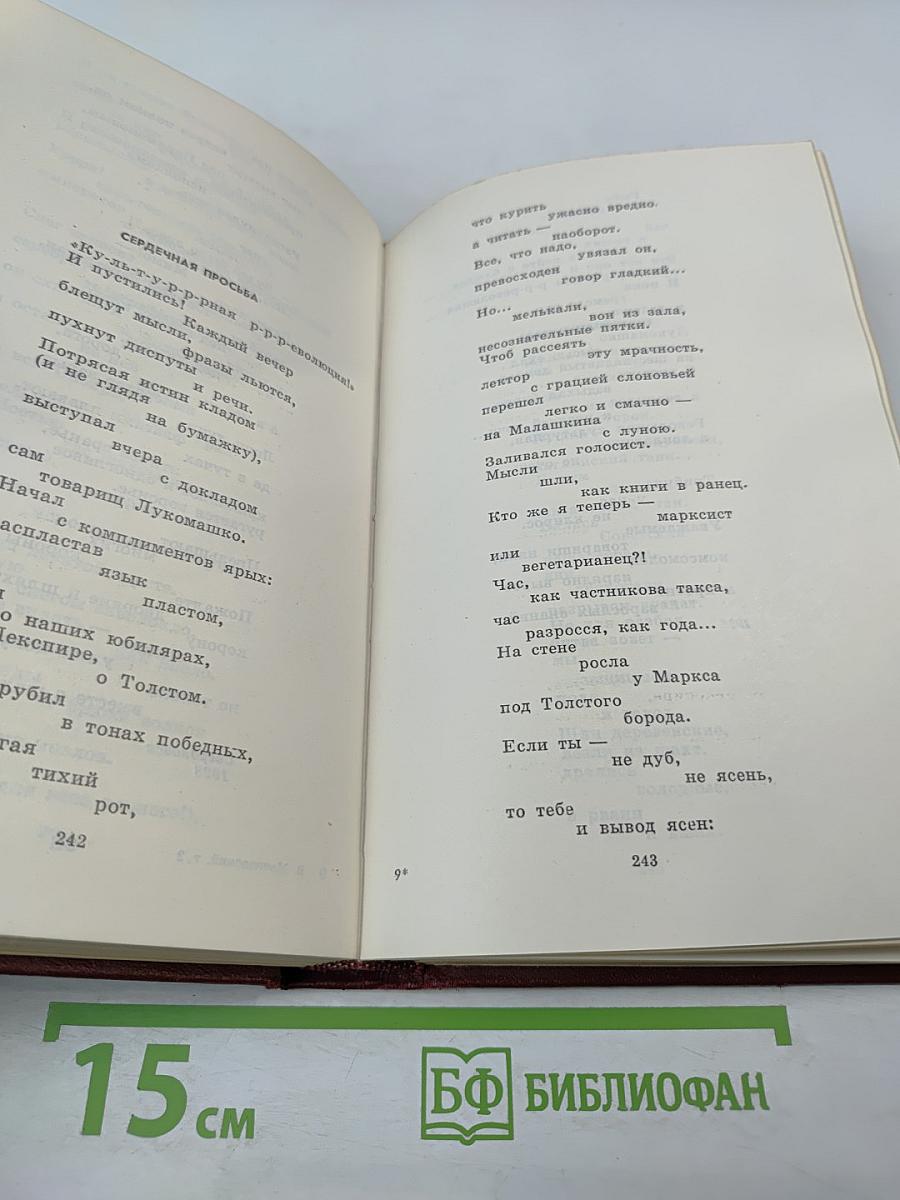 СЕРДЕЧНАЯ ПРОСЬБА
«Ку-ль-т-у-р-р-рная р-р-еволюция!»
И пустились!
Каждый вечер
блещут мысли,
фразы льются,
пухнут диспуты
и речи.
Потрясая истин кладом
(и не глядя
на бумажку),
выступал вчера
с докладом
сам
товарищ Лукомашко.
Начал
с комплиментов ярых:
аспластав
язык
пластом,
о наших юбилярах,
Шекспире,
о Толстом.
рубил
в тонах победных,
гая
тихий
рот,
242
что курить
ужасно вредно,
а читать —
наоборот.
Все, что надо,
увязал он,
превосходен
говор гладкий...
Но...
мелькали,
вон из зала,
несознательные пятки.
Чтоб рассеять
эту мрачность,
лектор
с грацией слоновьей
перешел
легко и смачно —
на Малашкина
с луною.
Заливался голосист.
Мысли
шли,
как книги в ранец.
Кто же я теперь —
марксист
или
вегетарианец?!
Час,
как частникова такса,
час
разросся, как года...
На стене
росла
у Маркса
под Толстого
борода.
Если ты —
не дуб,
не ясень,
то тебе
и вывод ясен:
9*
243
15 см
БФ БИБЛИОФАН